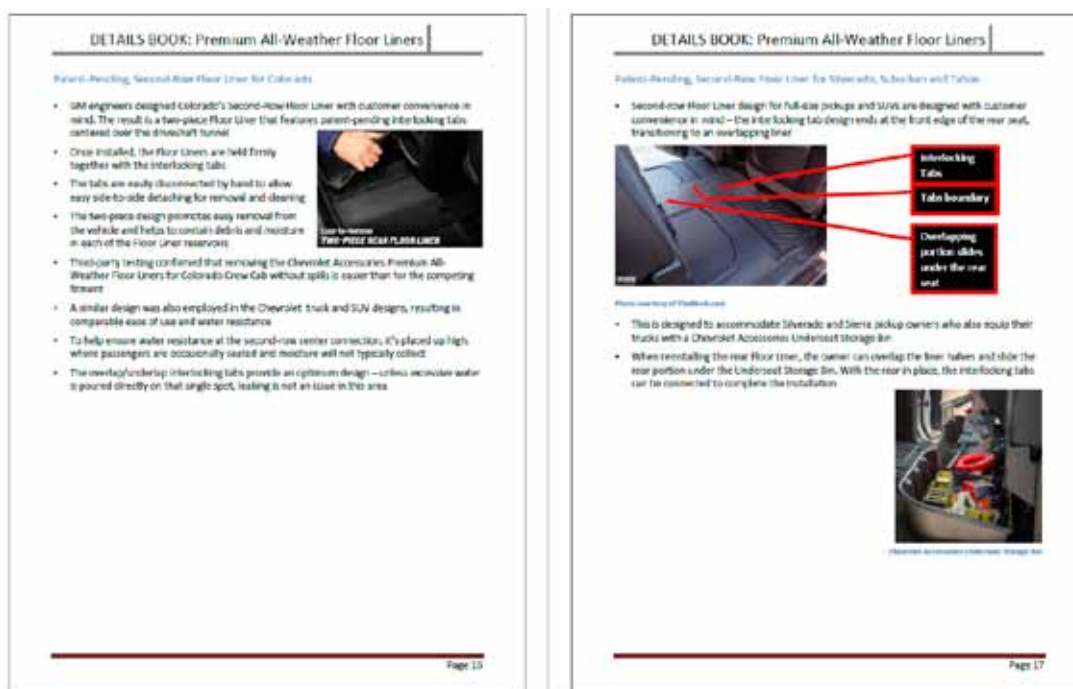 DETAILS BOOK: Premium All-Weather Floor Liners
Patent-Pending, Second-Row Floor Liner for Colorado
• GM engineers designed Colorado's Second-Row Floor Liner with customer convenience in
mind. The result is a two-piece Floor Liner that features patent-pending interlocking tabs
centered over the driveshaft tunnel
• Once installed, the Floor Liners are held firmly
together with the interlocking tabs
• The tabs are easily disconnected by hand to allow
easy side-to-side detaching for removal and cleaning
• The two-piece design promotes easy removal from
the vehicle and helps to contain debris and moisture
in each of the Floor Liner reservoirs
TWO-PIECE REAR FLOOR LINER
• Third-party testing confirmed that removing the Chevrolet Accessories Premium All-
Weather Floor Liners for Colorado Crew Cab without spills is easier than for the competing
• A similar design was also employed in the Chevrolet truck and SUV designs, resulting in
comparable ease of use and water resistance
• To help ensure water resistance at the second-row center connection, it's placed up high,
where passengers are occasionally seated and moisture will not typically collect
• The overlap/underlap interlocking tabs provide an optimum design – unless excessive water
is poured directly on that single spot, leaking is not an issue in this area
Page
DETAILS BOOK: Premium All-Weather Floor Liners
Patent-Pending, Second-Row Floor Liner for Silverado, Suburban and Tahoe
• Second-row Floor Liner design for full-size pickups and SUVs are designed with customer
convenience in mind – the interlocking tab design ends at the front edge of the rear seat,
transitioning to an overlapping liner
Interlocking
Tabs
Tabs boundary
Overlapping
portion slides
under the rear
seat
Photo courtesy of
• This is designed to accommodate Silverado and Sierra pickup owners who also equip their
trucks with a Chevrolet Accessories Underseat Storage Bin
• When reinstalling the rear Floor Liner, the owner can overlap the liner halves and slide the
rear portion under the Underseat Storage Bin. With the rear in place, the interlocking tabs
can be connected to complete the installation
Chevrolet Accessories Underseat Storage Bin
Page 17